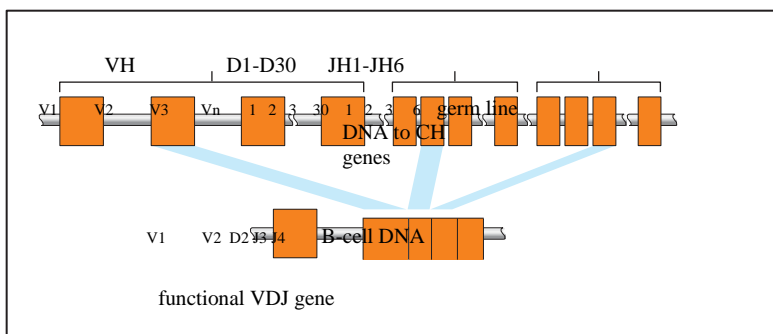 VH D1-D30 JH1-JH6
V1 V2 V3 Vn 1 2 3 30 1 2 3 6 germ line
DNA to CH
genes
V1 V2 D2 J3 J4 B-cell DNA
functional VDJ gene